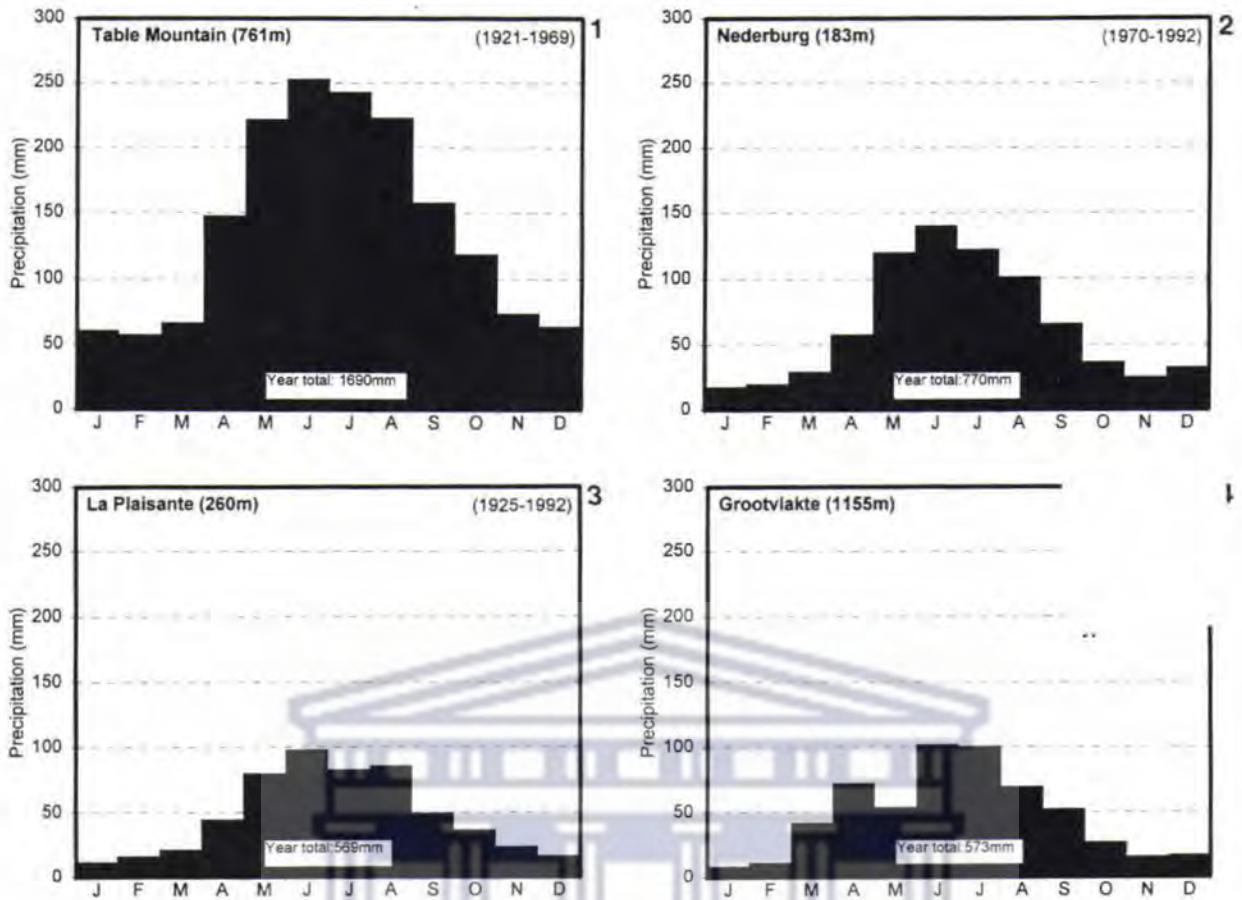 Table Mountain (761m) (1921-1969) 1
300
250
200
150
100
50
0
Precipitation (mm)
Year total: 1690mm
J F M A M J J A S O N D
Nederburg (183m) (1970-1992) 2
300
250
200
150
100
50
0
Precipitation (mm)
Year total:770mm
J F M A M J J A S O N D
La Plaisante (260m) (1925-1992) 3
300
250
200
150
100
50
0
Precipitation (mm)
Year total:569mm
J F M A M J J A S O N D
Grootvlakte (1155m)
300
250
200
150
100
50
0
Precipitation (mm)
Year total:573mm
J F M A M J J A S O N D